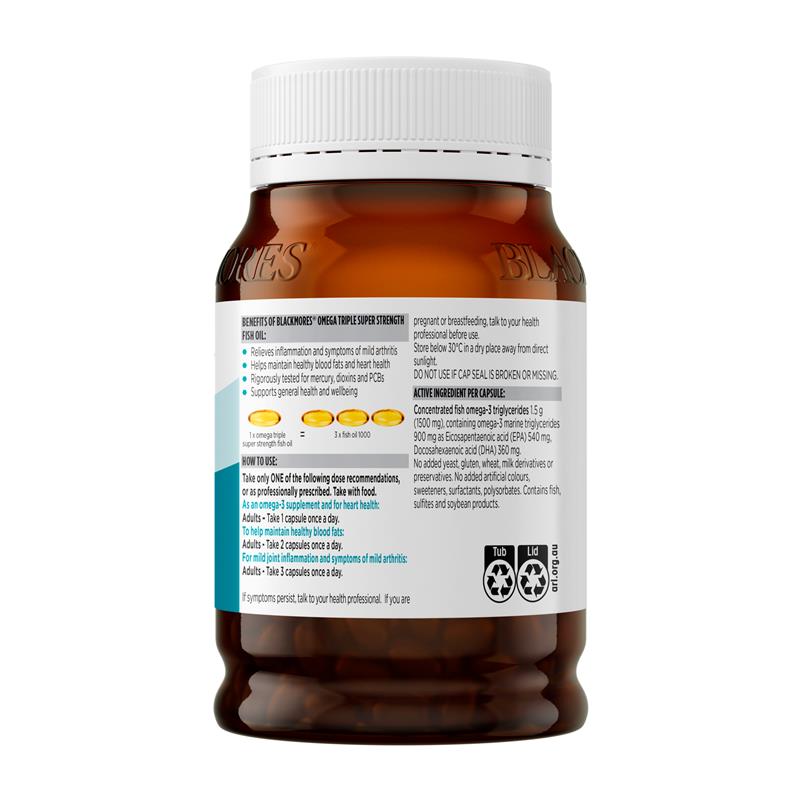 BENEFITS OF BLACKMORES® OMEGA TRIPLE SUPER STRENGTH
FISH OIL:
• Relieves inflammation and symptoms of mild arthritis
• Helps maintain healthy blood fats and heart health
• Rigorously tested for mercury, dioxins and PCBs
• Supports general health and wellbeing
1 x omega triple
super strength fish oil
=
3 x fish oil 1000
HOW TO USE:
Take only ONE of the following dose recommendations,
or as professionally prescribed. Take with food.
As an omega-3 supplement and for heart health:
Adults - Take 1 capsule once a day.
To help maintain healthy blood fats:
Adults - Take 2 capsules once a day.
For mild joint inflammation and symptoms of mild arthritis:
Adults - Take 3 capsules once a day.
If symptoms persist, talk to your health professional. If you are
pregnant or breastfeeding, talk to your health
professional before use.
Store below 30°C in a dry place away from direct
sunlight.
DO NOT USE IF CAP SEAL IS BROKEN OR MISSING.
ACTIVE INGREDIENT PER CAPSULE:
Concentrated fish omega-3 triglycerides 1.5 g
(1500 mg), containing omega-3 marine triglycerides
900 mg as Eicosapentaenoic acid (EPA) 540 mg,
Docosahexaenoic acid (DHA) 360 mg.
No added yeast, gluten, wheat, milk derivatives or
preservatives. No added artificial colours,
sweeteners, surfactants, polysorbates. Contains fish,
sulfites and soybean products.
Tub
Lid
arl.org.au